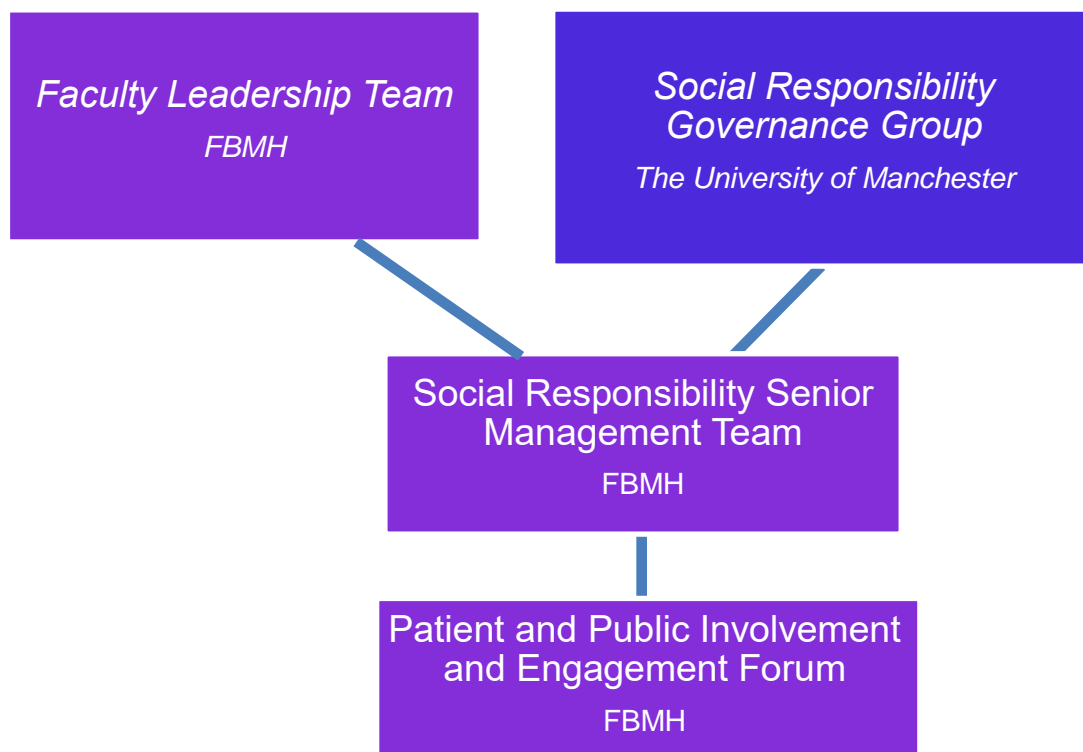 Faculty Leadership Team
FBMH
Social Responsibility
Governance Group
The University of Manchester
Social Responsibility Senior
Management Team
FBMH
Patient and Public Involvement
and Engagement Forum
FBMH